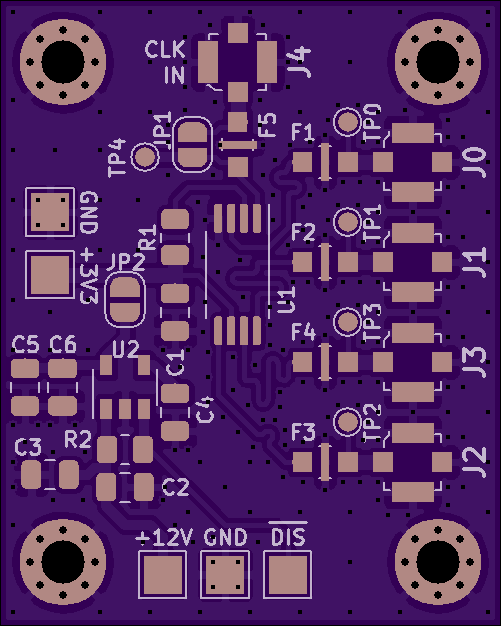 CLK
IN
J4
JP1
F5
TP4
F1
TP0
J0
GND
R1
F2
TP1
J1
+3V3
JP2
U1
F4
TP3
J3
C5
C6
U2
C1
C4
F3
TP2
J2
C3
R2
C2
+12V
GND
DIS